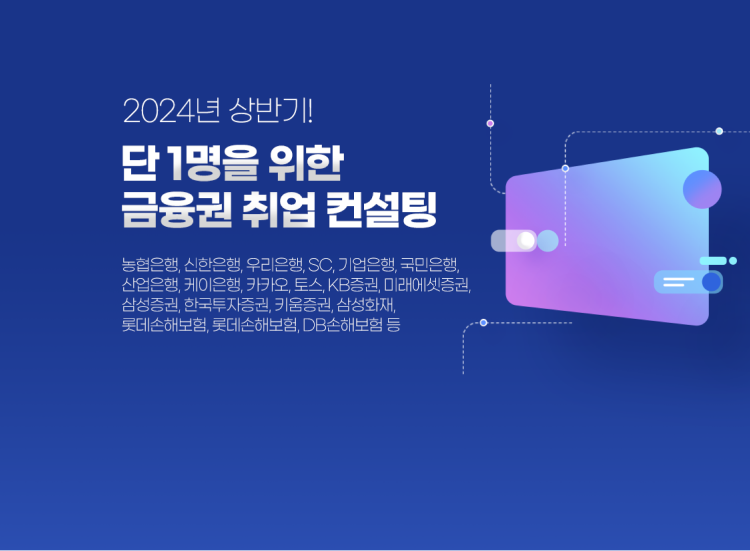 2024년 상반기!
단 1명을 위한
금융권 취업 컨설팅
농협은행, 신한은행, 우리은행, SC, 기업은행, 국민은행,
산업은행, 케이은행, 카카오, 토스, KB증권, 미래에셋증권,
삼성증권, 한국투자증권, 키움증권, 삼성화재,
롯데손해보험, 롯데손해보험, DB손해보험 등